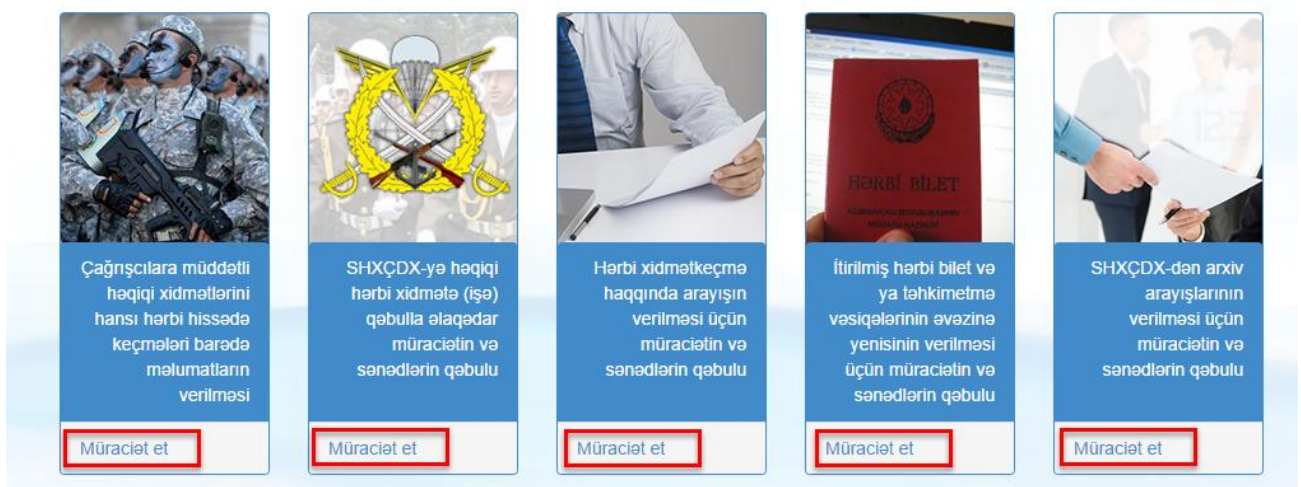 HƏRBİ BİLET
Çağrışçılara müddətli
həqiqi xidmətlərini
hansı hərbi hissədə
keçmələri barədə
məlumatların
verilməsi
Müraciət et
SHXÇDX-yə həqiqi
hərbi xidmətə (işə)
qəbulla əlaqədar
müraciətin və
sənədlərin qəbulu
Müraciət et
Hərbi xidmətkeçmə
haqqında arayışın
verilməsi üçün
müraciətin və
sənədlərin qəbulu
Müraciət et
İtirilmiş hərbi bilet və
ya təhkimetmə
vəsiqələrinin əvəzinə
yenisinin verilməsi
üçün müraciətin və
sənədlərin qəbulu
Müraciət et
SHXÇDX-dən arxiv
arayışlarının
verilməsi üçün
müraciətin və
sənədlərin qəbulu
Müraciət et